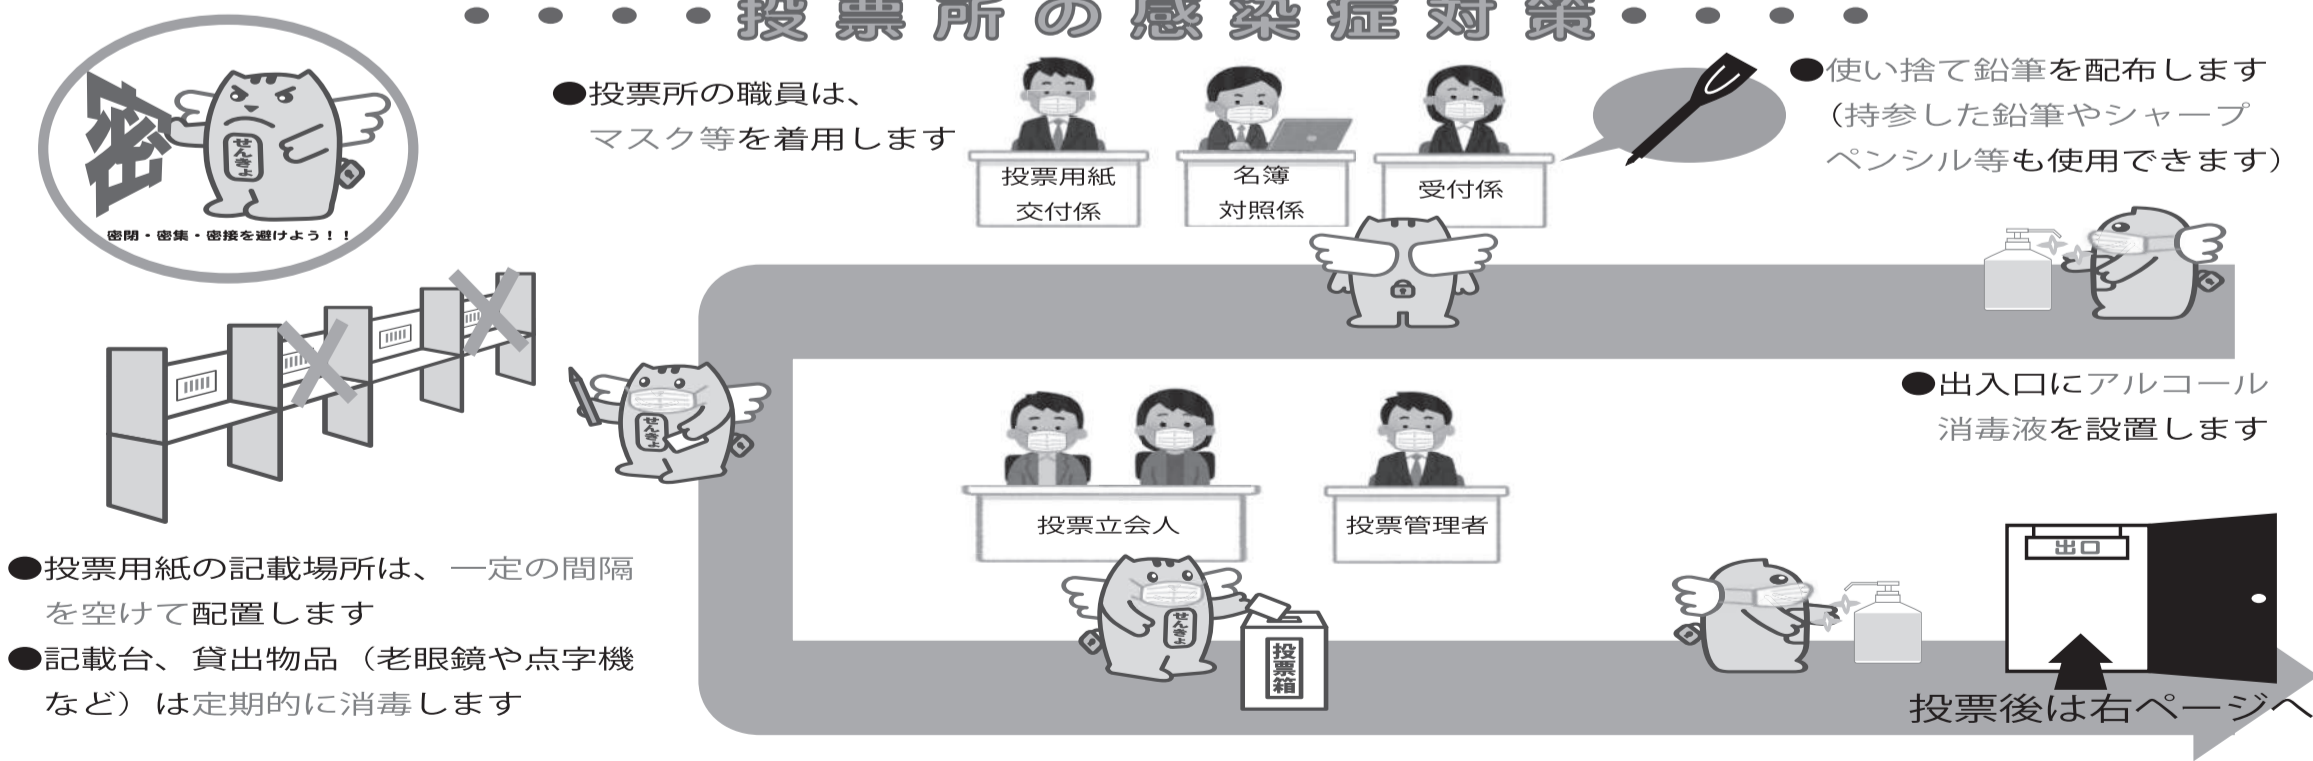 投票所の感染症対策
密
せんきょ
密閉・密集・密接を避けよう！！
●投票所の職員は、
マスク等を着用します
投票用紙
交付係
名簿
対照係
受付係
●使い捨て鉛筆を配布します
（持参した鉛筆やシャープ
ペンシル等も使用できます）
●出入口にアルコール
消毒液を設置します
せんきょ
●投票用紙の記載場所は、一定の間隔
を空けて配置します
●記載台、貸出物品（老眼鏡や点字機
など）は定期的に消毒します
投票立会人
投票管理者
せんきょ
投票箱
出口
投票後は右ページへ